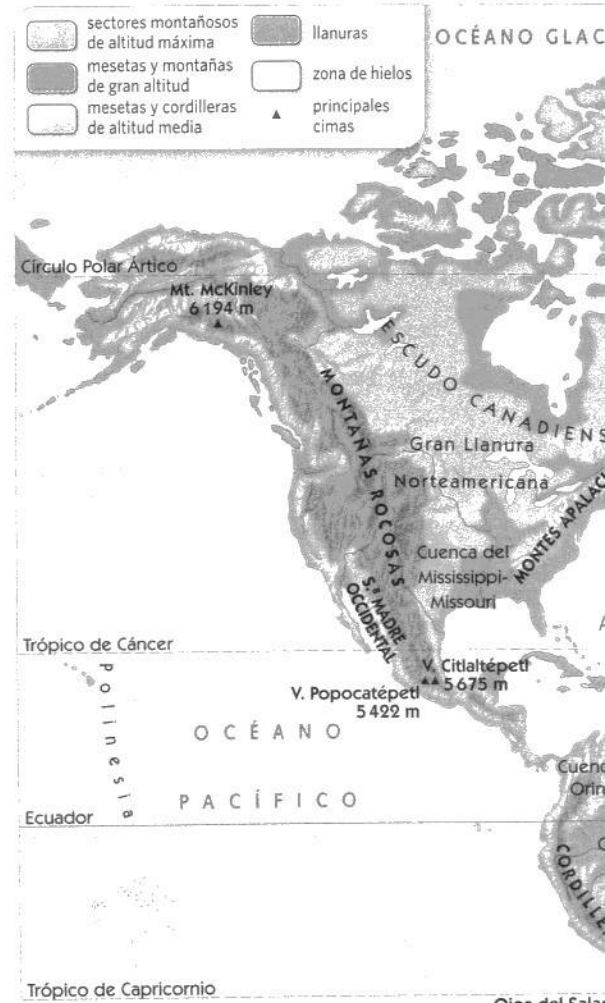 sectores montañosos
de altitud máxima
mesetas y montañas
de gran altitud
mesetas y cordilleras
de altitud media
llanuras
zona de hielos
principales
cimas
OCÉANO GLAC
Círculo Polar Ártico
Mt. McKinley
6 194 m
ESCUDO CANADIENS
MONTAÑAS ROCOSAS
Gran Llanura
Norteamericana
MONTES APALAC
Cuenca del
Mississippi-
Missouri
S.ª MADRE
OCCIDENTAL
Trópico de Cáncer
V. Citlaltépetl
5 675 m
V. Popocatépetl
5 422 m
Polinesia
OCÉANO
PACÍFICO
Cuenc
Orin
Ecuador
CORDILLE
Trópico de Capricornio
Ojos del Sala